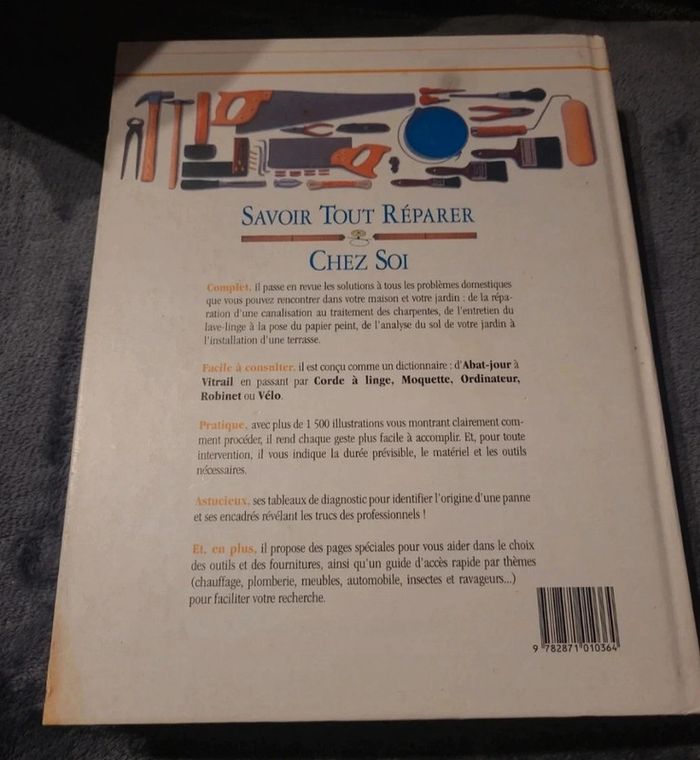 SAVOIR TOUT RÉPARER
CHEZ SOI
Complet, il passe en revue les solutions à tous les problèmes domestiques
que vous pouvez rencontrer dans votre maison et votre jardin : de la répa-
ration d'une canalisation au traitement des charpentes, de l'entretien du
lave-linge à la pose du papier peint, de l'analyse du sol de votre jardin à
l'installation d'une terrasse.
Facile à consulter, il est conçu comme un dictionnaire : d'Abat-jour à
Vitrail en passant par Corde à linge, Moquette, Ordinateur,
Robinet ou Vélo.
Pratique, avec plus de 1 500 illustrations vous montrant clairement com-
ment procéder, il rend chaque geste plus facile à accomplir. Et, pour toute
intervention, il vous indique la durée prévisible, le matériel et les outils
nécessaires.
Astucieux, ses tableaux de diagnostic pour identifier l'origine d'une panne
et ses encadrés révélant les trucs des professionnels !
Et, en plus, il propose des pages spéciales pour vous aider dans le choix
des outils et des fournitures, ainsi qu'un guide d'accès rapide par thèmes
(chauffage, plomberie, meubles, automobile, insectes et ravageurs...)
pour faciliter votre recherche.
9 782871 010364